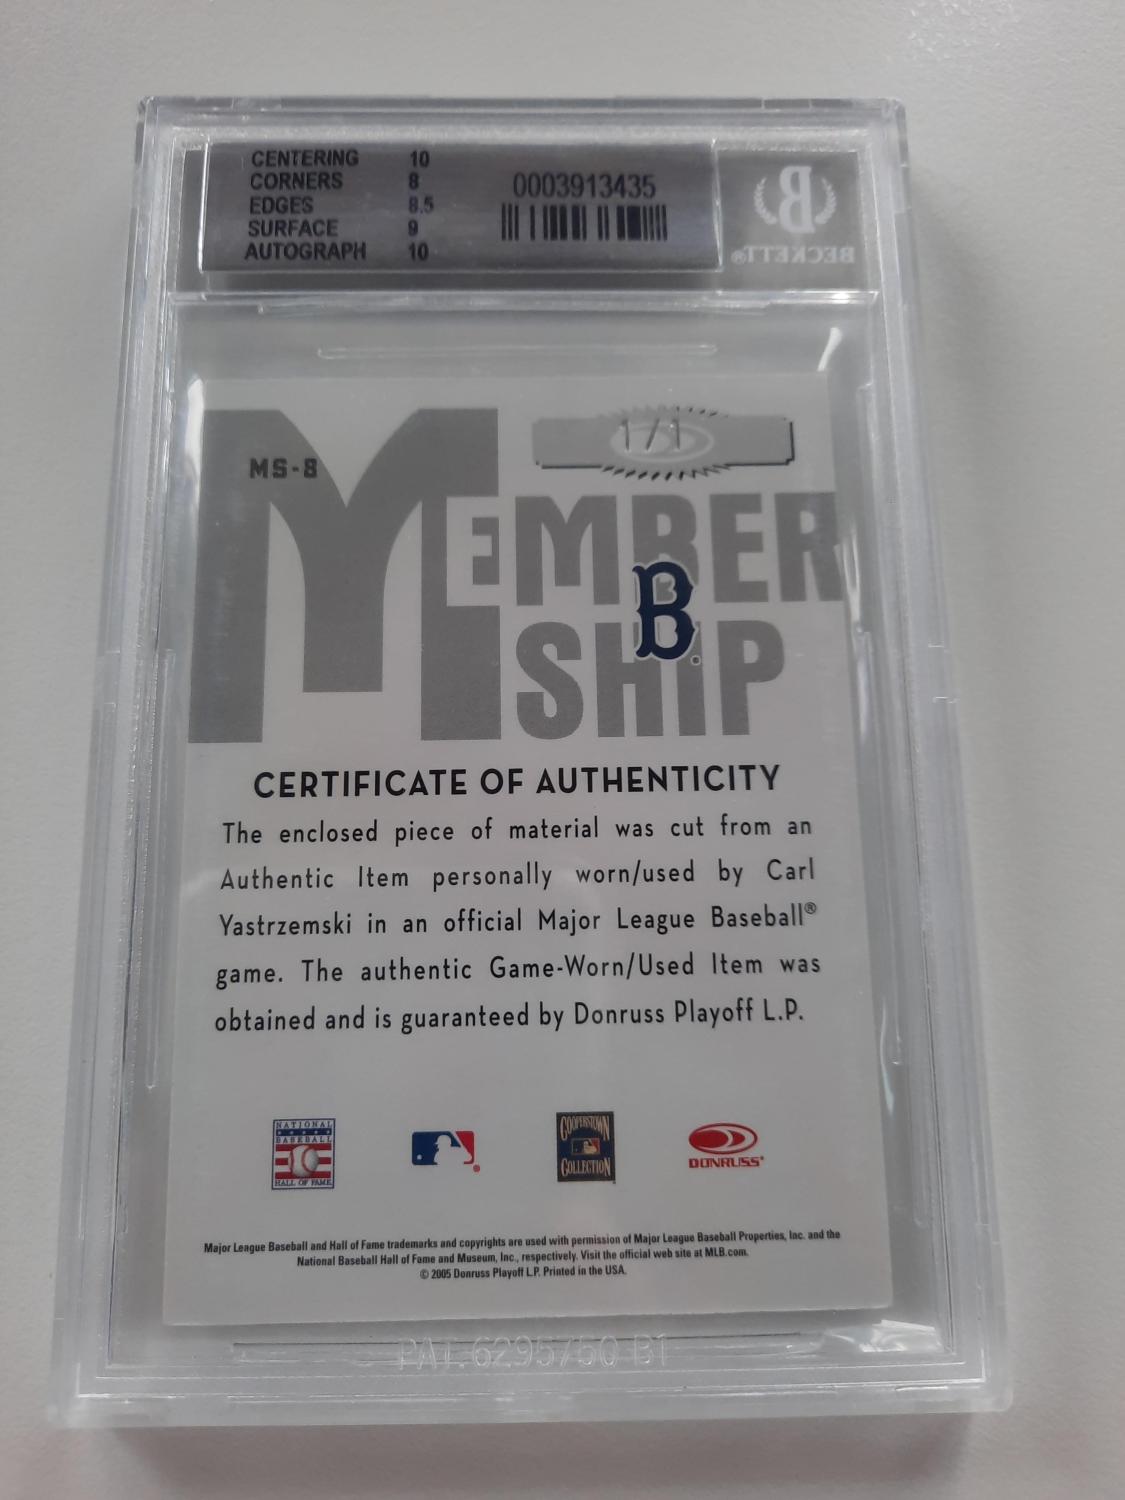 CENTERING 10
CORNERS 8
EDGES 8.5
SURFACE 9
AUTOGRAPH 10
0003913435
B
BECKETT®
1/1
MS-8
MEMBER
SHIP
B
CERTIFICATE OF AUTHENTICITY
The enclosed piece of material was cut from an
Authentic Item personally worn/used by Carl
Yastrzemski in an official Major League Baseball®
game. The authentic Game-Worn/Used Item was
obtained and is guaranteed by Donruss Playoff L.P.
NATIONAL
BASEBALL
HALL OF FAME
COOPERSTOWN
COLLECTION
DONRUSS
Major League Baseball and Hall of Fame trademarks and copyrights are used with permission of Major League Baseball Properties, Inc. and the
National Baseball Hall of Fame and Museum, Inc., respectively. Visit the official web site at MLB.com.
© 2005 Donruss Playoff L.P. Printed in the USA.
PAT. 6295750 B1